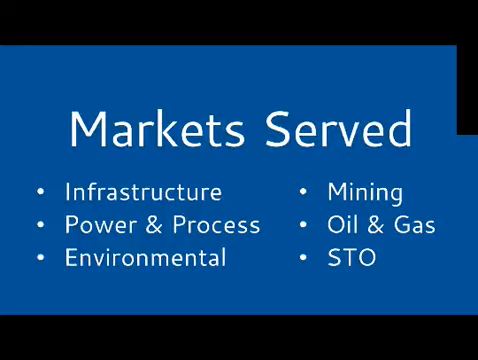 Markets Served
• Infrastructure
• Power & Process
• Environmental
• Mining
• Oil & Gas
• STO